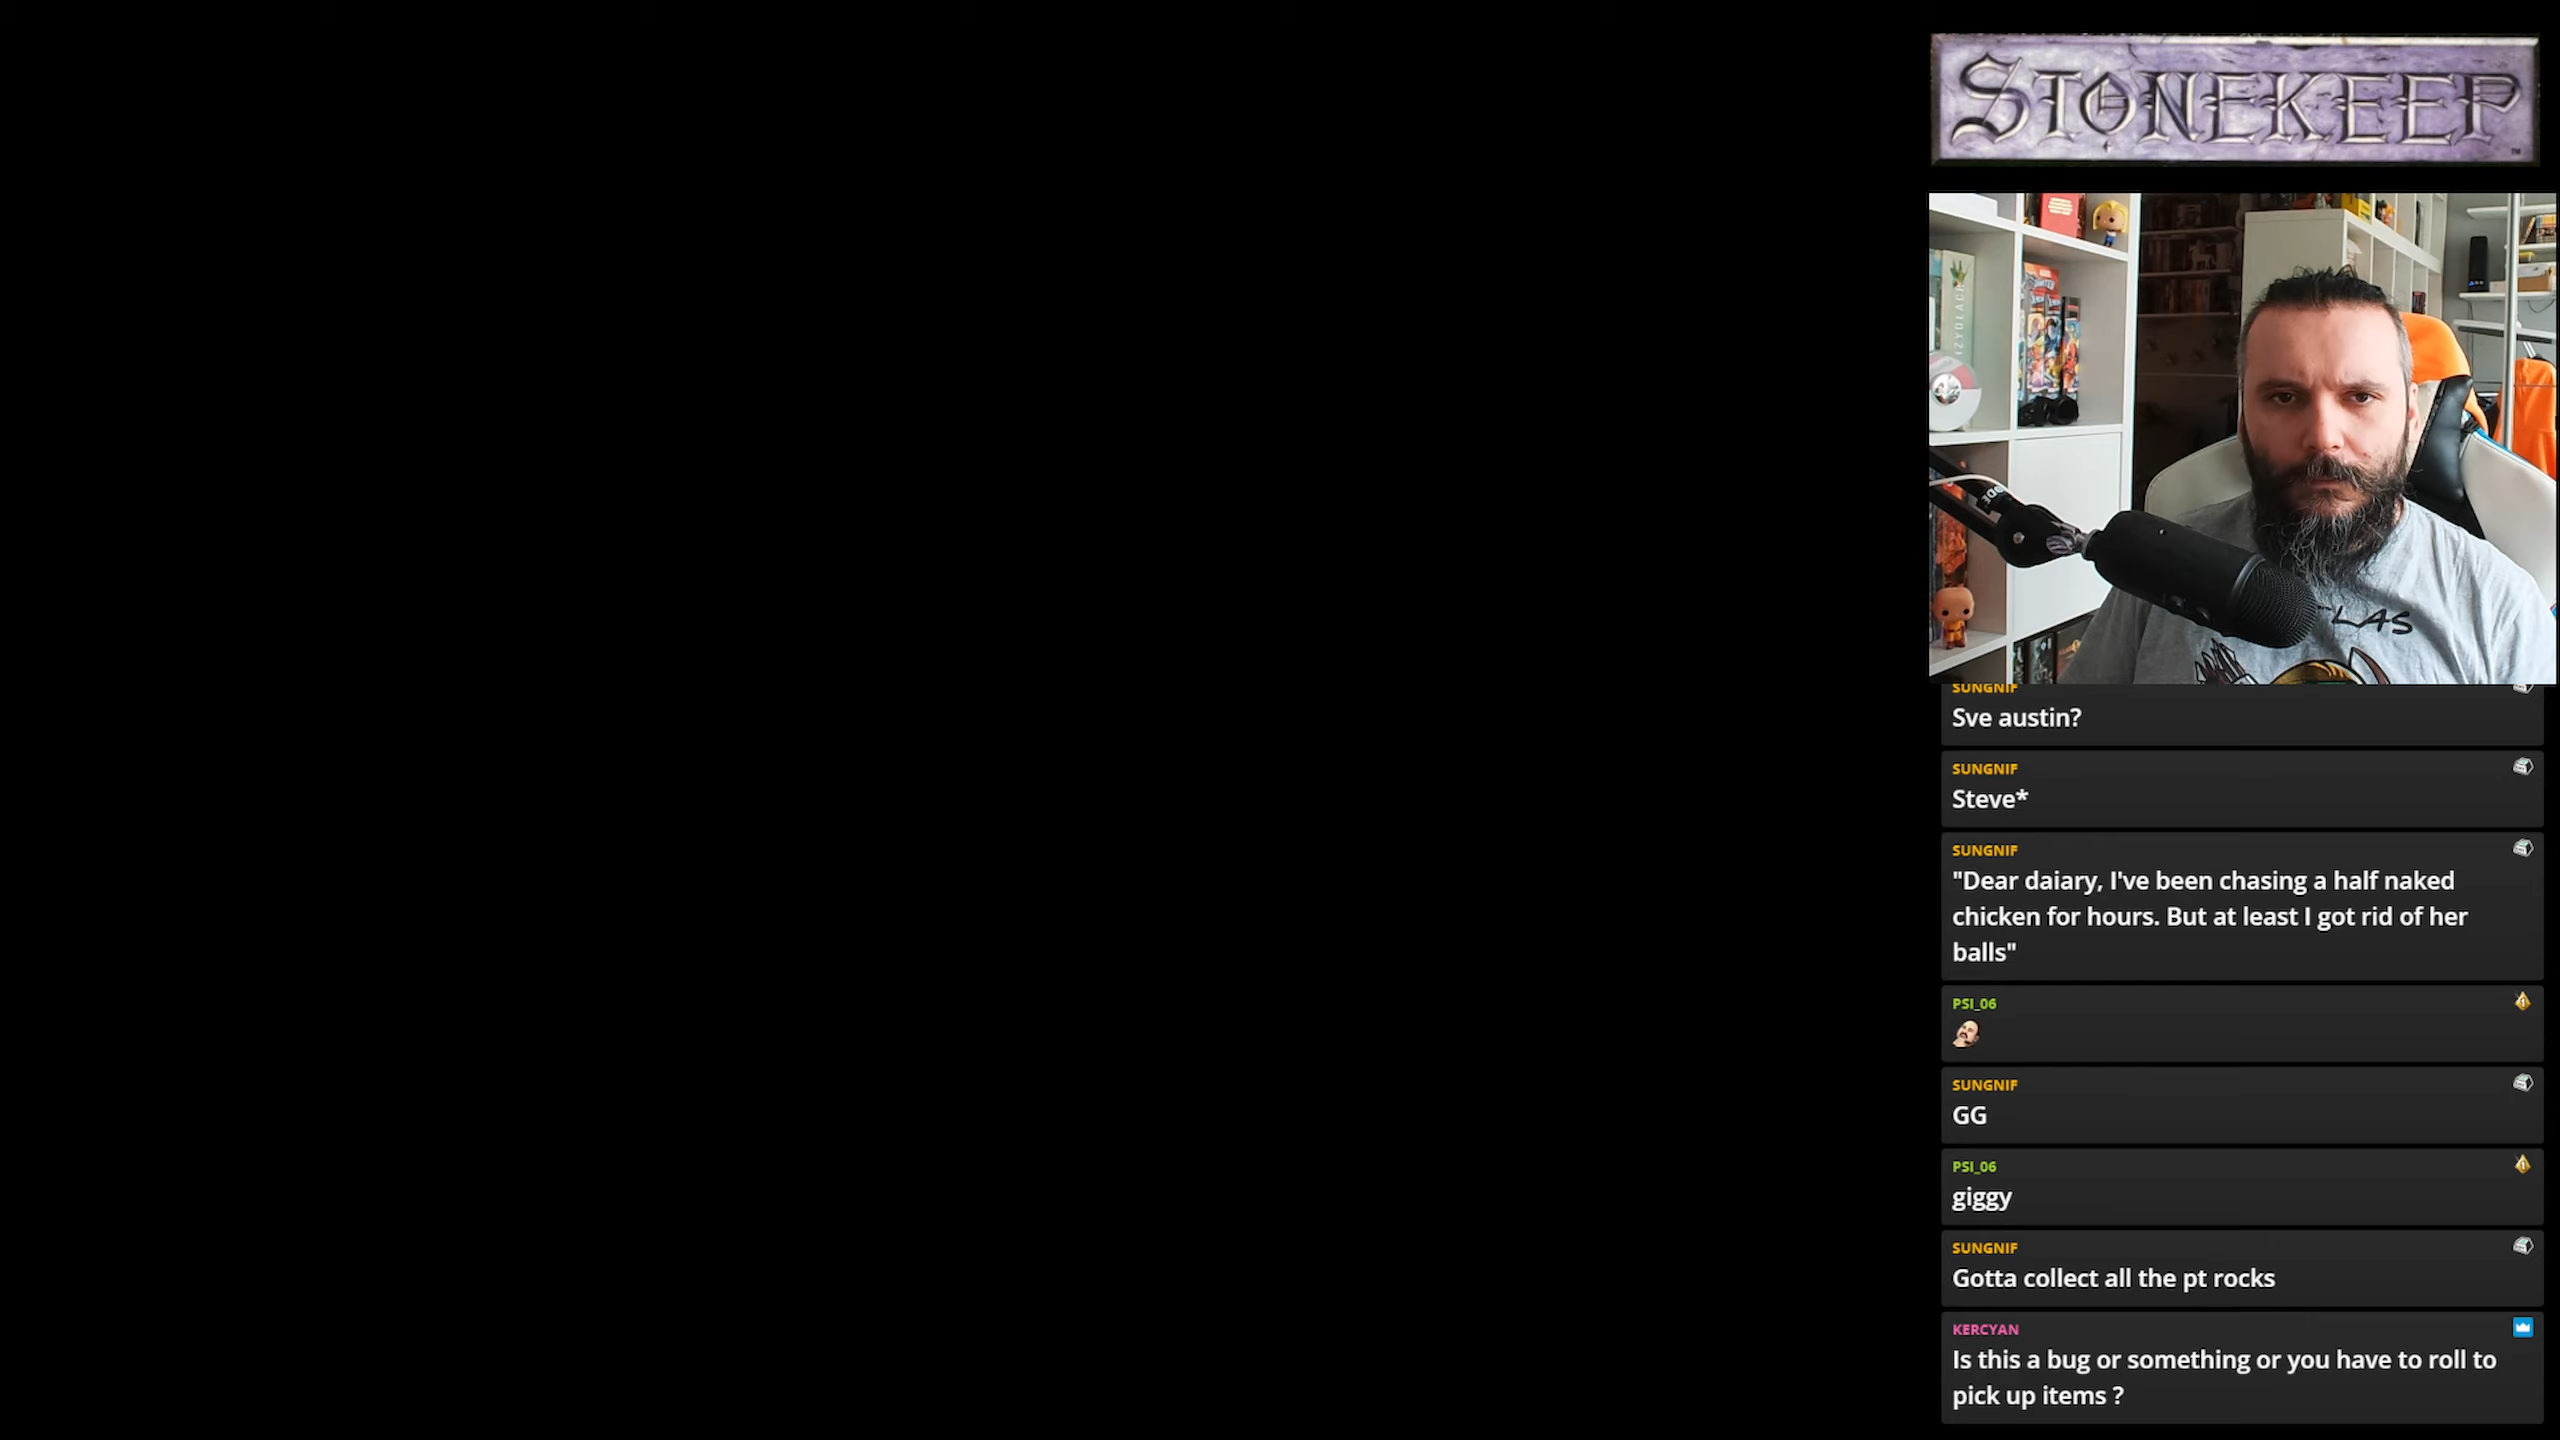 STONEKEEP
TM
LAS
SUNGNIF
Sve austin?
SUNGNIF
Steve*
SUNGNIF
"Dear daiary, I've been chasing a half naked
chicken for hours. But at least I got rid of her
balls"
PSI_06
SUNGNIF
GG
PSI_06
giggy
SUNGNIF
Gotta collect all the pt rocks
KERCYAN
Is this a bug or something or you have to roll to
pick up items ?